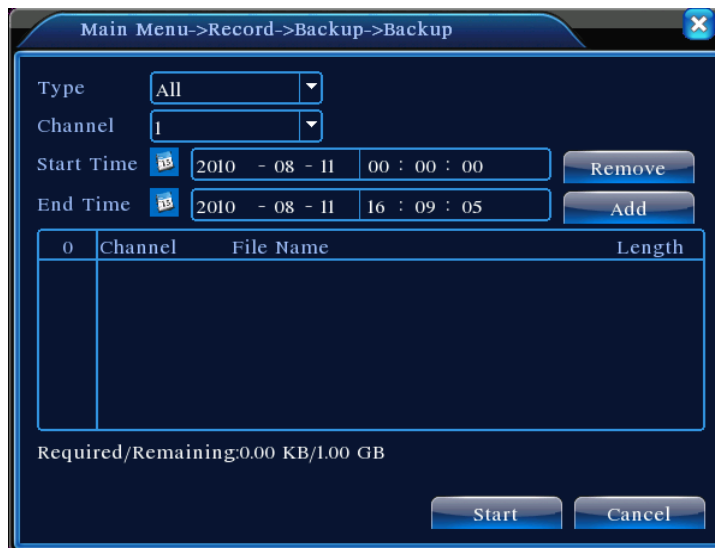 Main Menu->Record->Backup->Backup
Type All
Channel 1
Start Time 13 2010 - 08 - 11 00 : 00 : 00 Remove
End Time 13 2010 - 08 - 11 16 : 09 : 05 Add
0 Channel File Name Length
Required/Remaining:0.00 KB/1.00 GB
Start Cancel